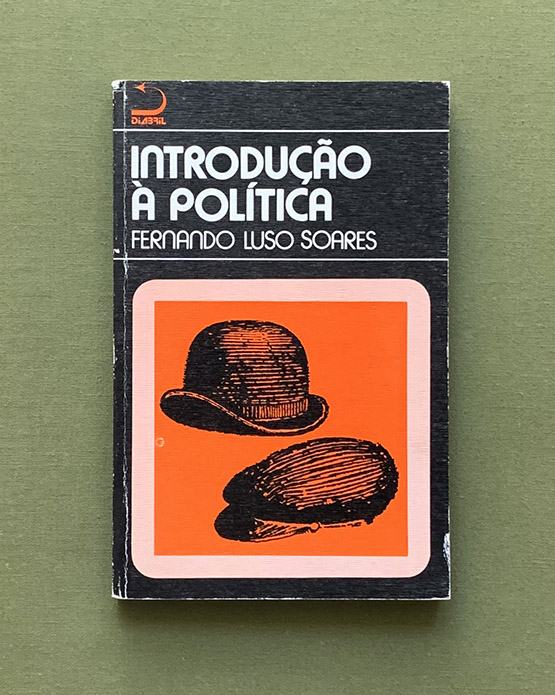 DIABRIL
INTRODUÇÃO
À POLÍTICA
FERNANDO LUSO SOARES